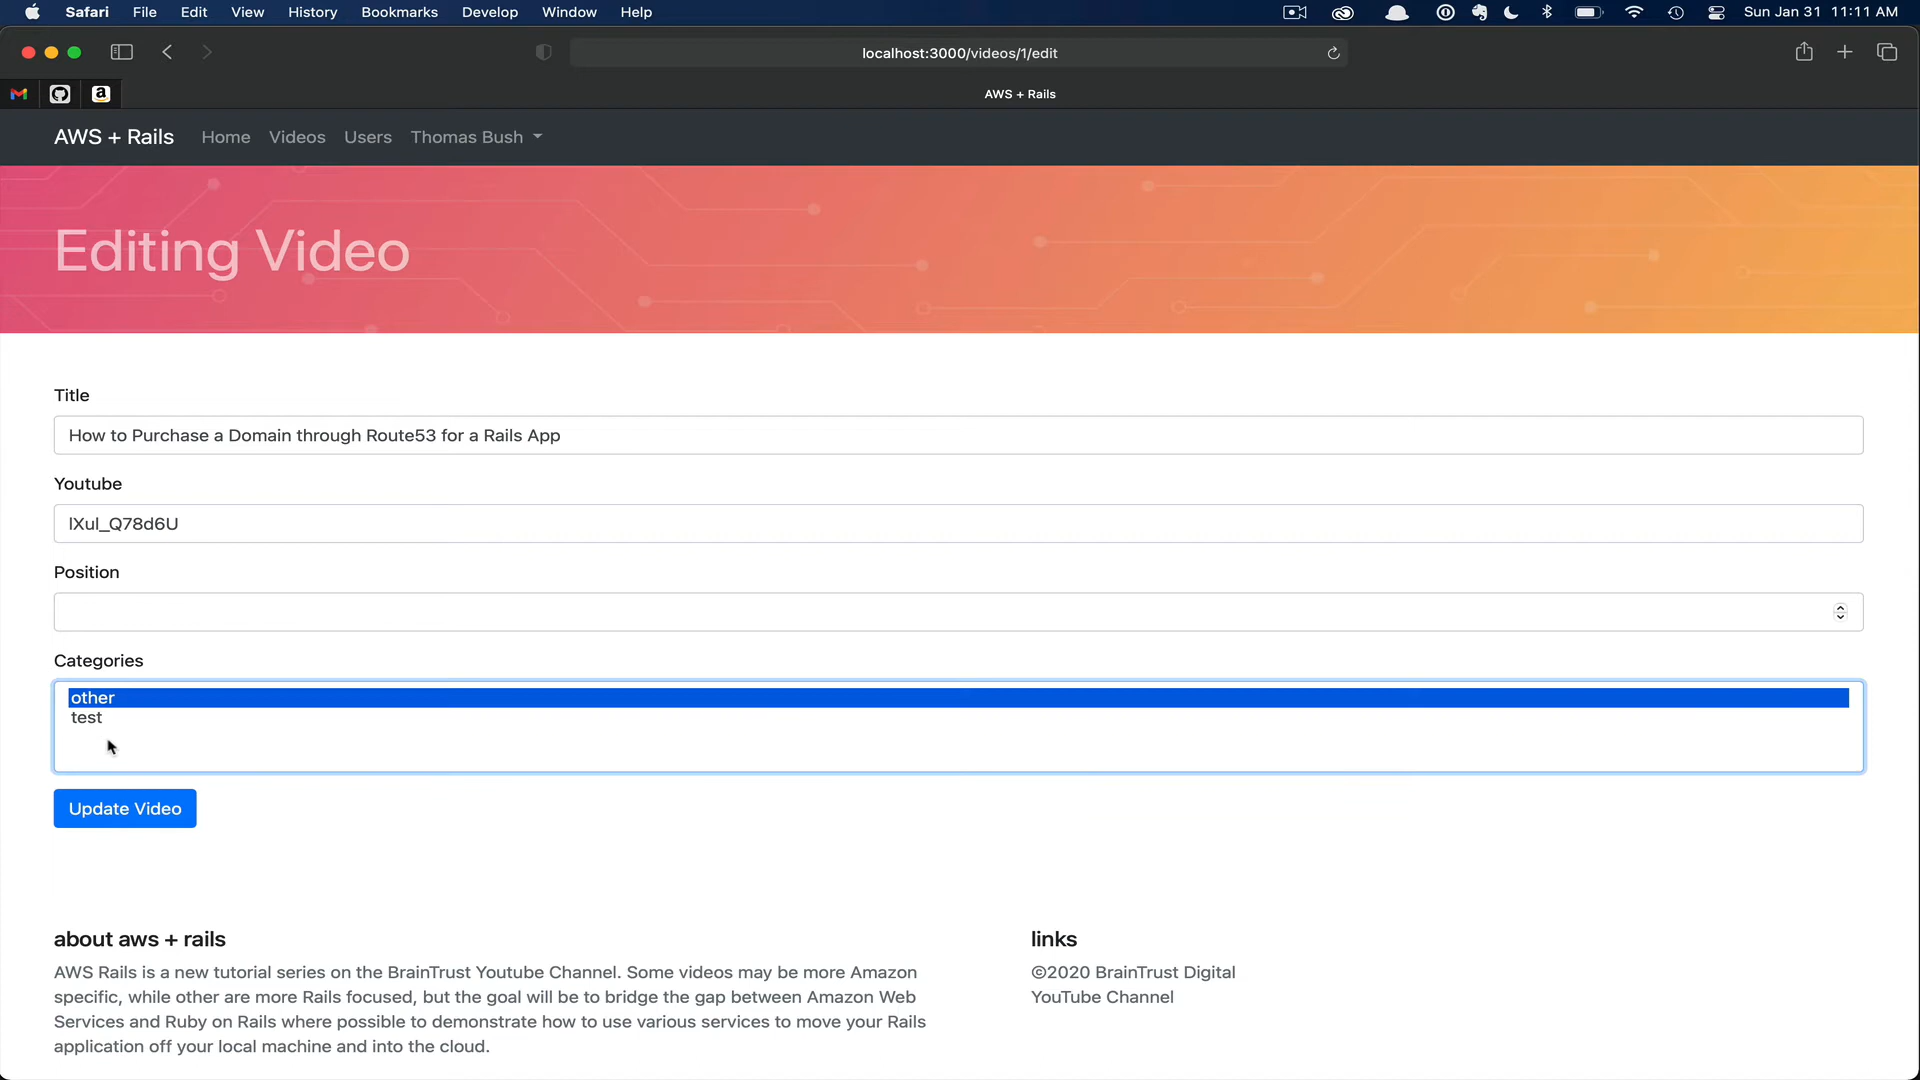 Safari File Edit View History Bookmarks Develop Window Help Sun Jan 31 11:11 AM
localhost:3000/videos/1/edit
AWS + Rails
AWS + Rails Home Videos Users Thomas Bush
Editing Video
Title
How to Purchase a Domain through Route53 for a Rails App
Youtube
lXul_Q78d6U
Position
Categories
other
test
Update Video
about aws + rails
AWS Rails is a new tutorial series on the BrainTrust Youtube Channel. Some videos may be more Amazon
specific, while other are more Rails focused, but the goal will be to bridge the gap between Amazon Web
Services and Ruby on Rails where possible to demonstrate how to use various services to move your Rails
application off your local machine and into the cloud.
links
©2020 BrainTrust Digital
YouTube Channel